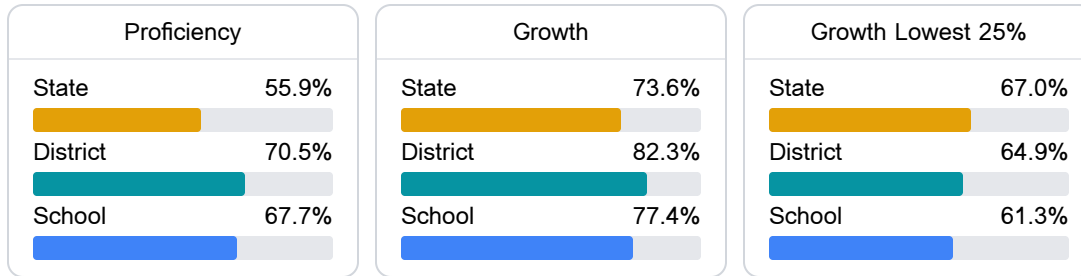 Proficiency
State 55.9%
District 70.5%
School 67.7%
Growth
State 73.6%
District 82.3%
School 77.4%
Growth Lowest 25%
State 67.0%
District 64.9%
School 61.3%